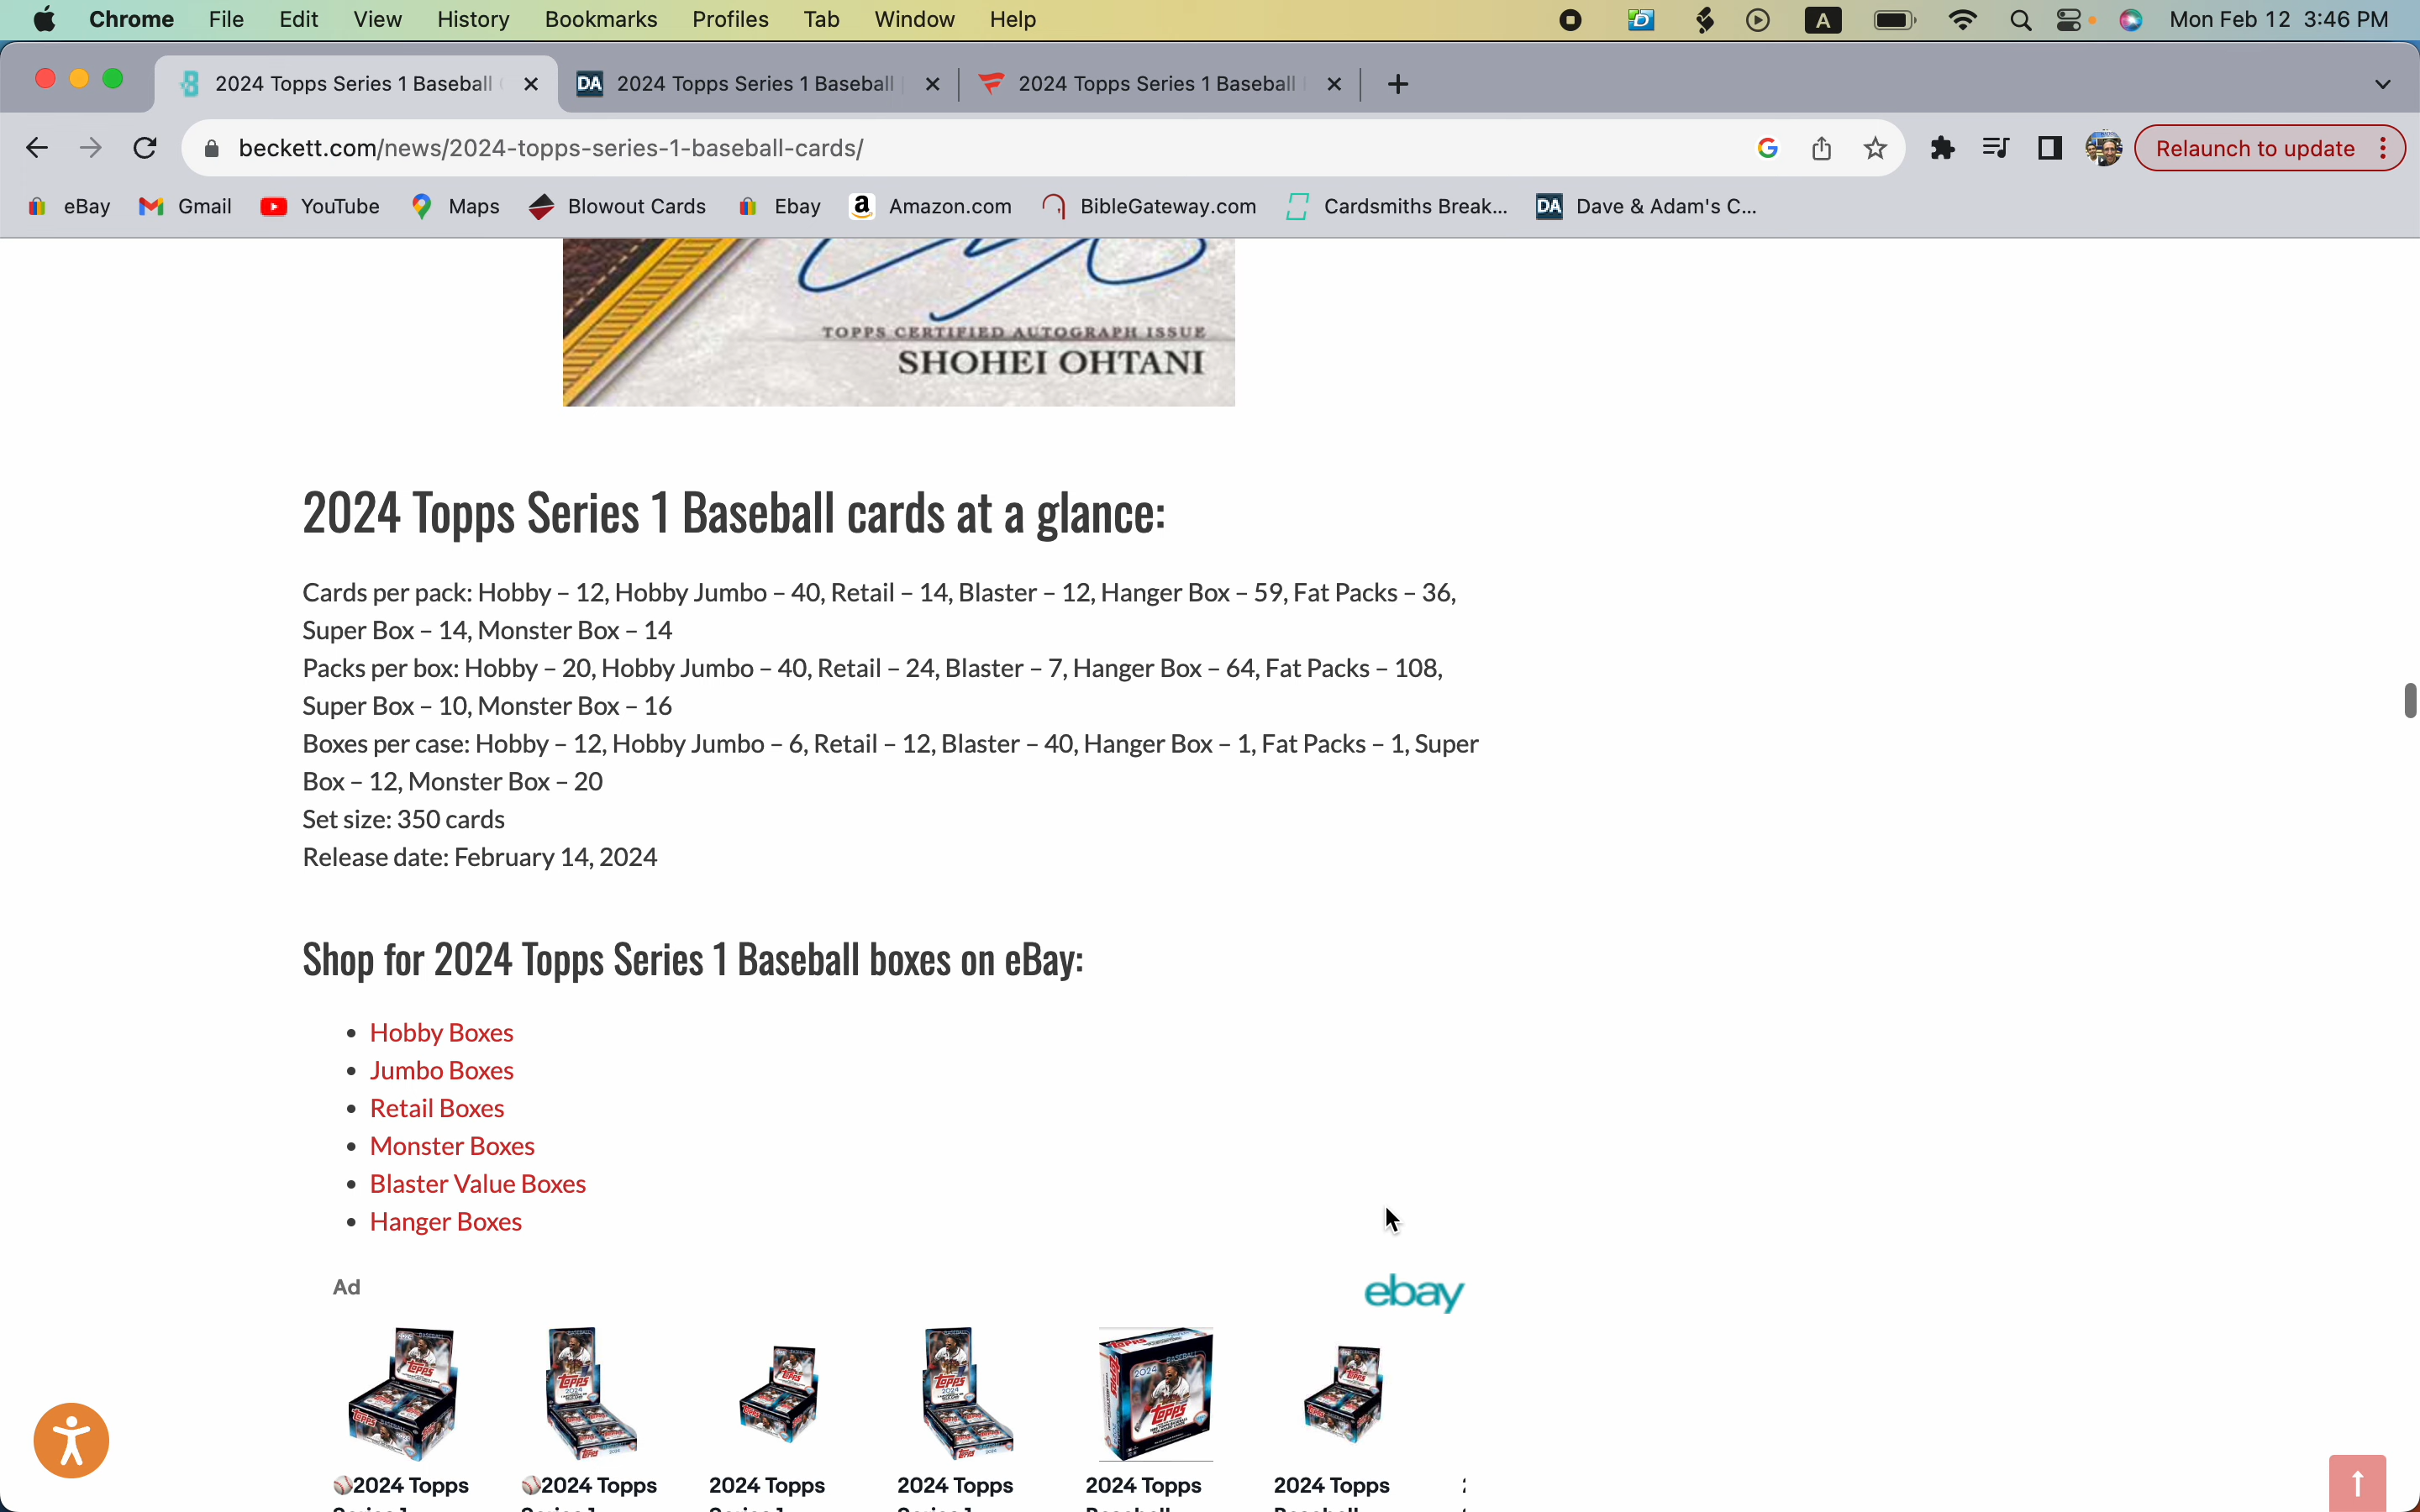 Chrome File Edit View History Bookmarks Profiles Tab Window Help A Mon Feb 12 3:46 PM
2024 Topps Series 1 Baseball DA 2024 Topps Series 1 Baseball 2024 Topps Series 1 Baseball
beckett.com/news/2024-topps-series-1-baseball-cards/ Relaunch to update
eBay Gmail YouTube Maps Blowout Cards Ebay Amazon.com BibleGateway.com Cardsmiths Break... DA Dave & Adam's C...
TOPPS CERTIFIED AUTOGRAPH ISSUE
SHOHEI OHTANI
2024 Topps Series 1 Baseball cards at a glance:
Cards per pack: Hobby – 12, Hobby Jumbo – 40, Retail – 14, Blaster – 12, Hanger Box – 59, Fat Packs – 36,
Super Box – 14, Monster Box – 14
Packs per box: Hobby – 20, Hobby Jumbo – 40, Retail – 24, Blaster – 7, Hanger Box – 64, Fat Packs – 108,
Super Box – 10, Monster Box – 16
Boxes per case: Hobby – 12, Hobby Jumbo – 6, Retail – 12, Blaster – 40, Hanger Box – 1, Fat Packs – 1, Super
Box – 12, Monster Box – 20
Set size: 350 cards
Release date: February 14, 2024
Shop for 2024 Topps Series 1 Baseball boxes on eBay:
• Hobby Boxes
• Jumbo Boxes
• Retail Boxes
• Monster Boxes
• Blaster Value Boxes
• Hanger Boxes
Ad ebay
⚾2024 Topps ⚾2024 Topps 2024 Topps 2024 Topps 2024 Topps 2024 Topps